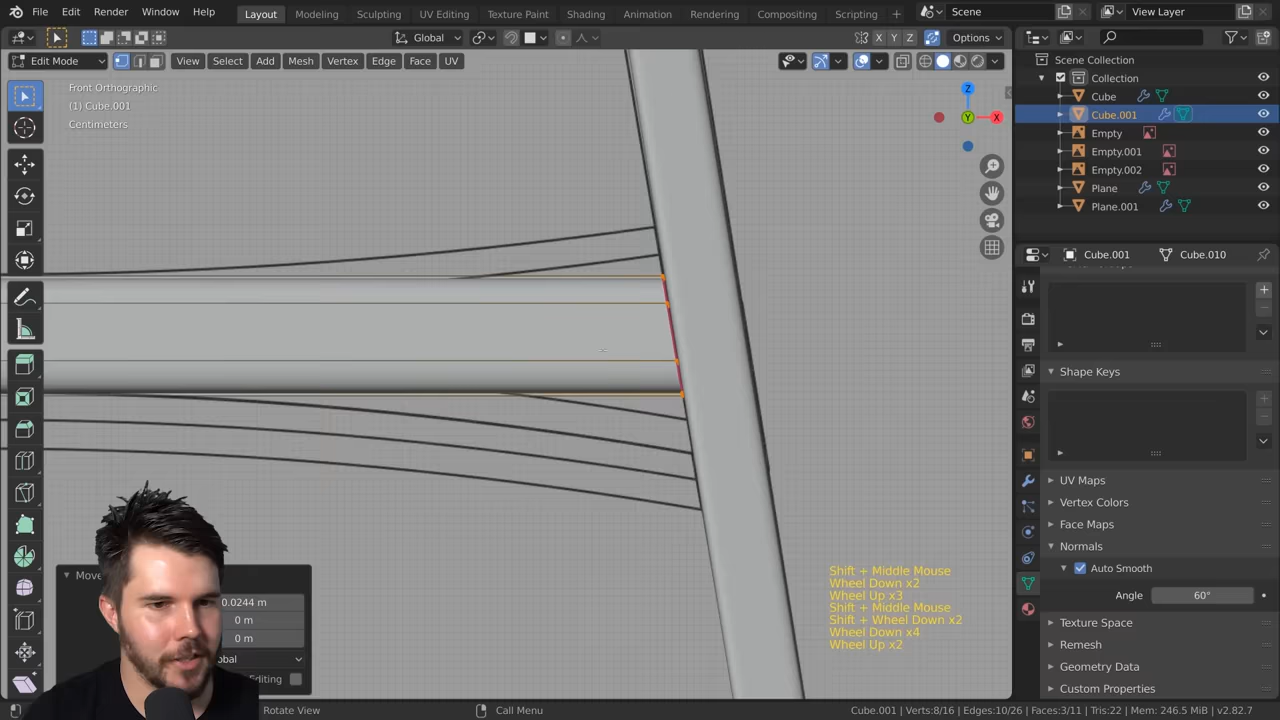 File Edit Render Window Help Layout Modeling Sculpting UV Editing Texture Paint Shading Animation Rendering Compositing Scripting + Scene View Layer
Global X Y Z Options
Edit Mode View Select Add Mesh Vertex Edge Face UV
Front Orthographic
(1) Cube.001
Centimeters
Z
Y X
Scene Collection
Collection
Cube
Cube.001
Empty
Empty.001
Empty.002
Plane
Plane.001
Cube.001 Cube.010
Shape Keys
UV Maps
Vertex Colors
Face Maps
Normals
Auto Smooth
Angle 60°
Texture Space
Remesh
Geometry Data
Custom Properties
Move
0.0244 m
0 m
0 m
obal
Editing
Shift + Middle Mouse
Wheel Down x2
Wheel Up x3
Shift + Middle Mouse
Shift + Wheel Down x2
Wheel Down x4
Wheel Up x2
Rotate View Call Menu Cube.001 | Verts:8/16 | Edges:10/26 | Faces:3/11 | Tris:22 | Mem: 246.5 MiB | v2.82.7